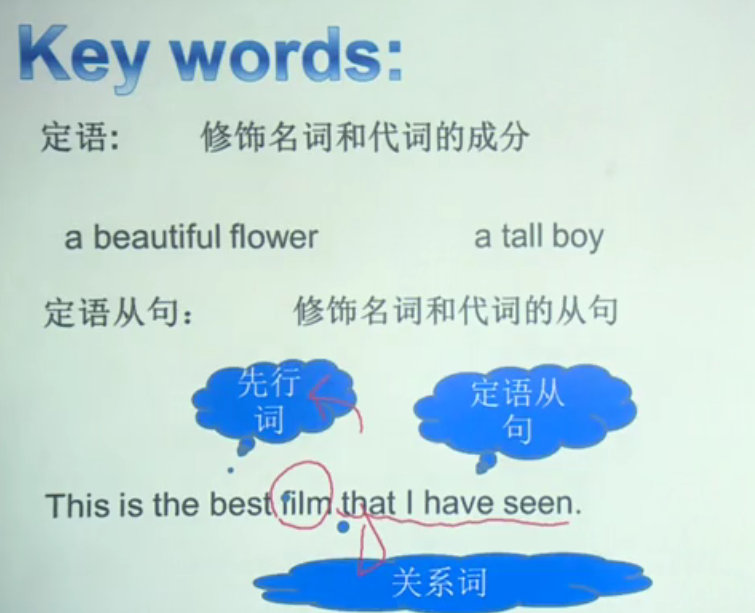 Key words:
定语: 修饰名词和代词的成分
a beautiful flower a tall boy
定语从句： 修饰名词和代词的从句
先行
词
定语从
句
This is the best film that I have seen.
关系词